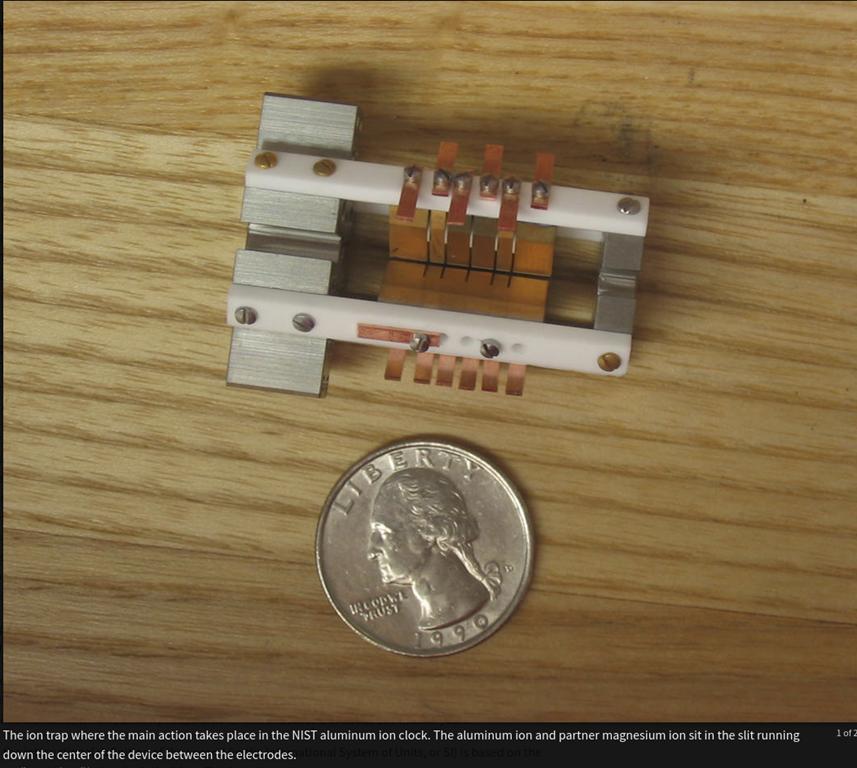 LIBERTY
IN GOD WE
TRUST
P
1990
The ion trap where the main action takes place in the NIST aluminum ion clock. The aluminum ion and partner magnesium ion sit in the slit running
1 of 2
down the center of the device between the electrodes.
ational System of Units, or SI) is based on the